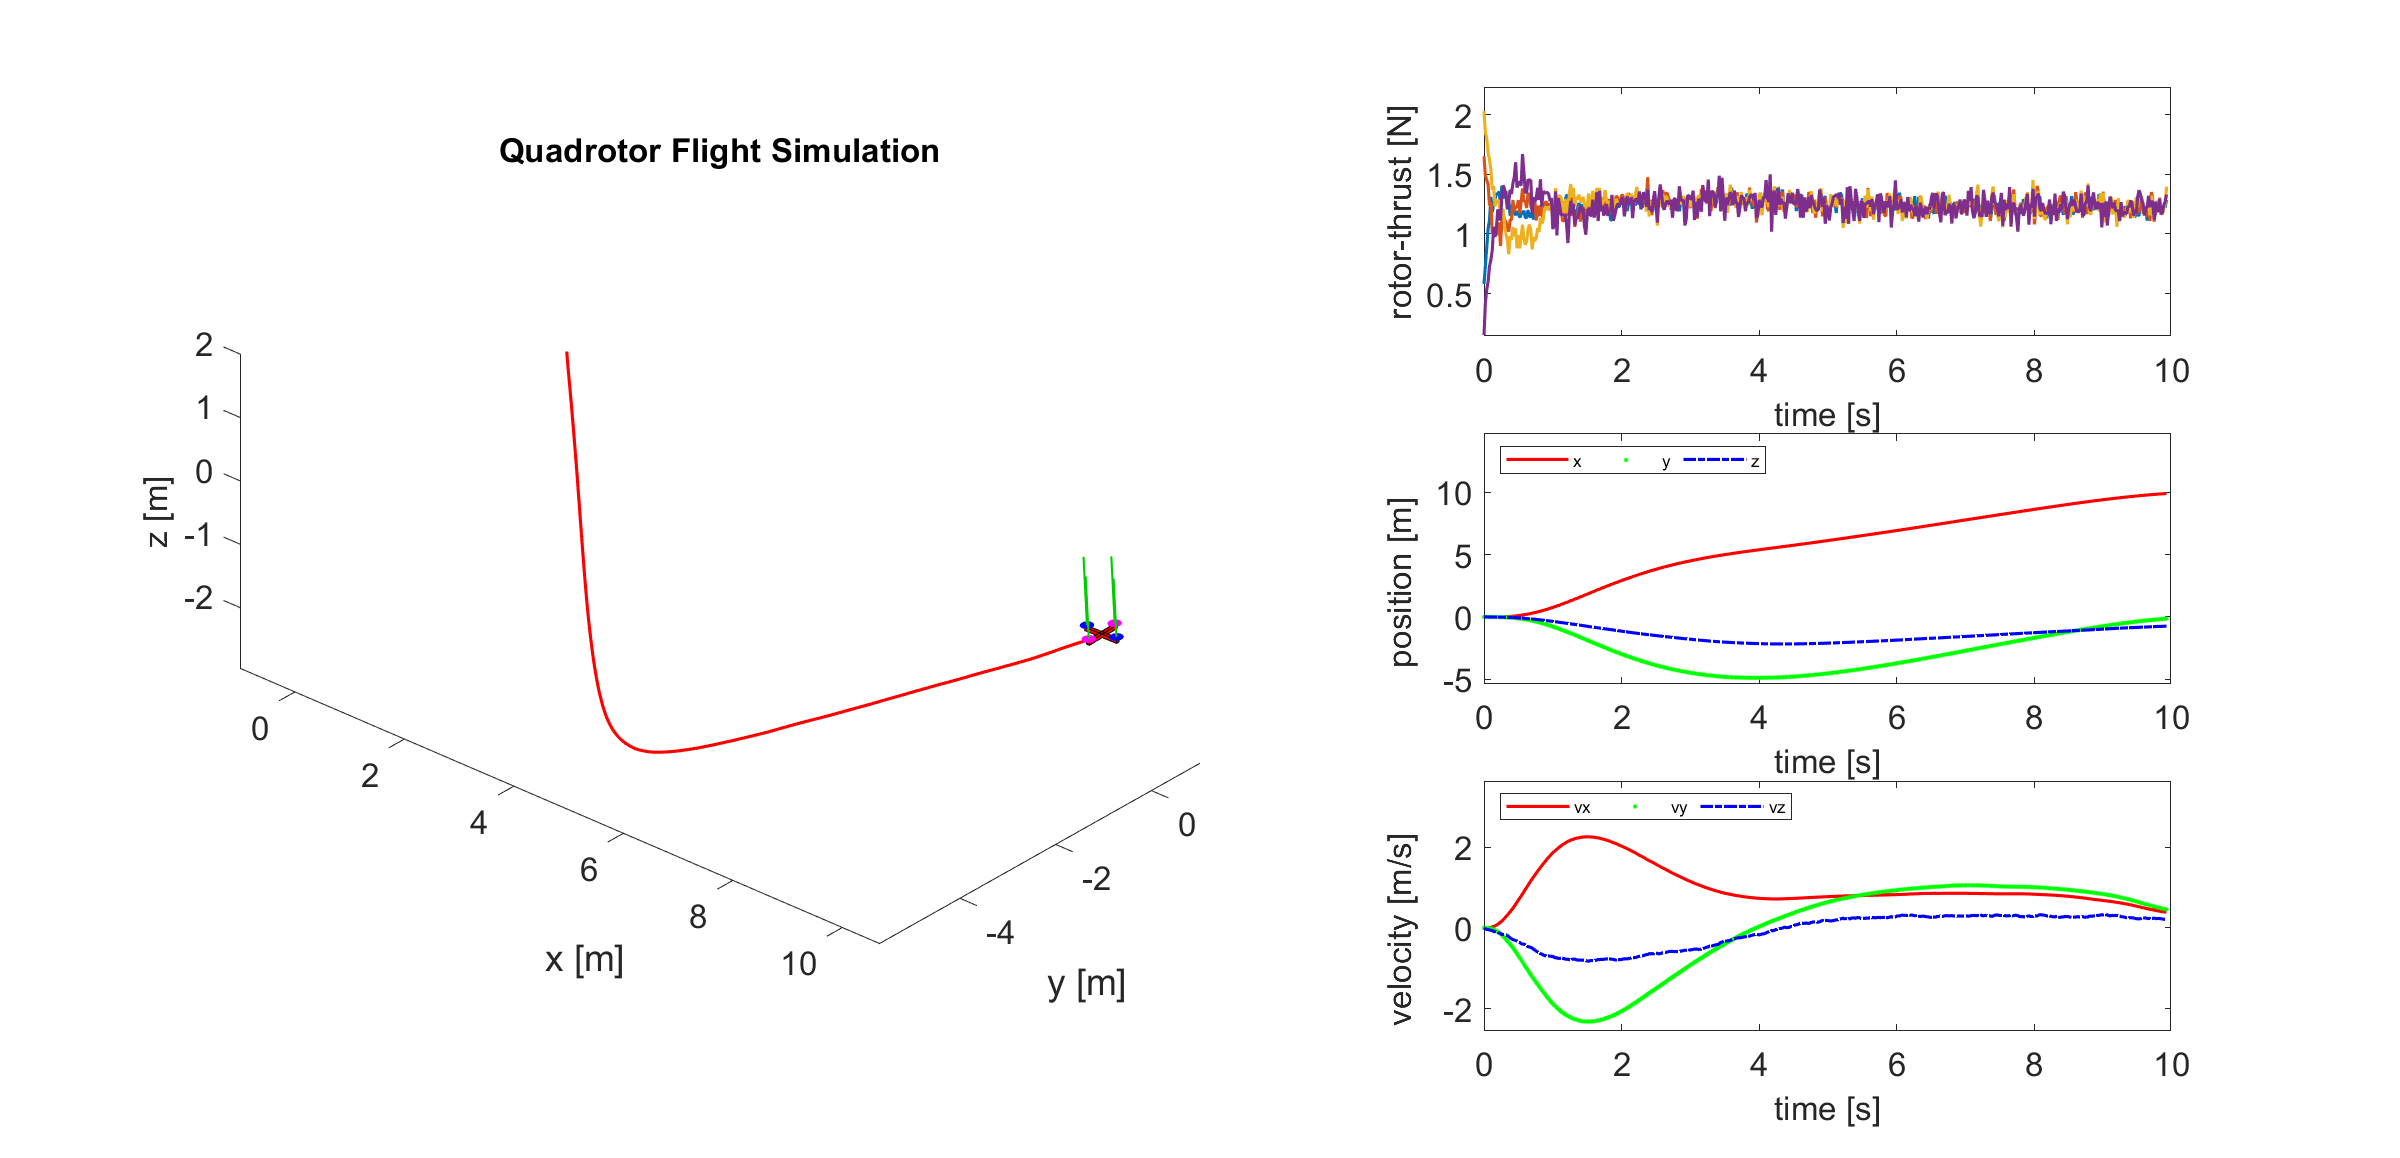 Quadrotor Flight Simulation
2
1
0
-1
-2
z [m]
0
2
4
6
8
10
x [m]
0
-2
-4
y [m]
2
1.5
1
0.5
rotor-thrust [N]
0 2 4 6 8 10
time [s]
x y z
10
5
0
-5
position [m]
0 2 4 6 8 10
time [s]
vx vy vz
2
0
-2
velocity [m/s]
0 2 4 6 8 10
time [s]